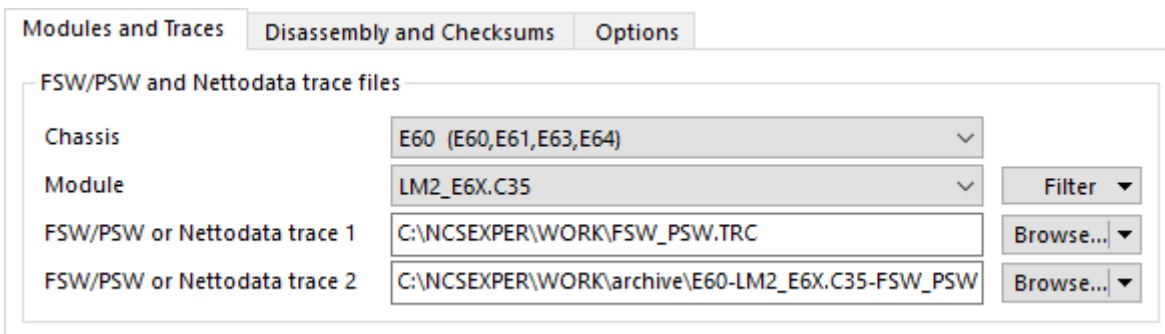 Modules and Traces Disassembly and Checksums Options
FSW/PSW and Nettodata trace files
Chassis E60 (E60,E61,E63,E64)
Module LM2_E6X.C35 Filter
FSW/PSW or Nettodata trace 1 C:\NCSEXPER\WORK\FSW_PSW.TRC Browse...
FSW/PSW or Nettodata trace 2 C:\NCSEXPER\WORK\archive\E60-LM2_E6X.C35-FSW_PSW Browse...